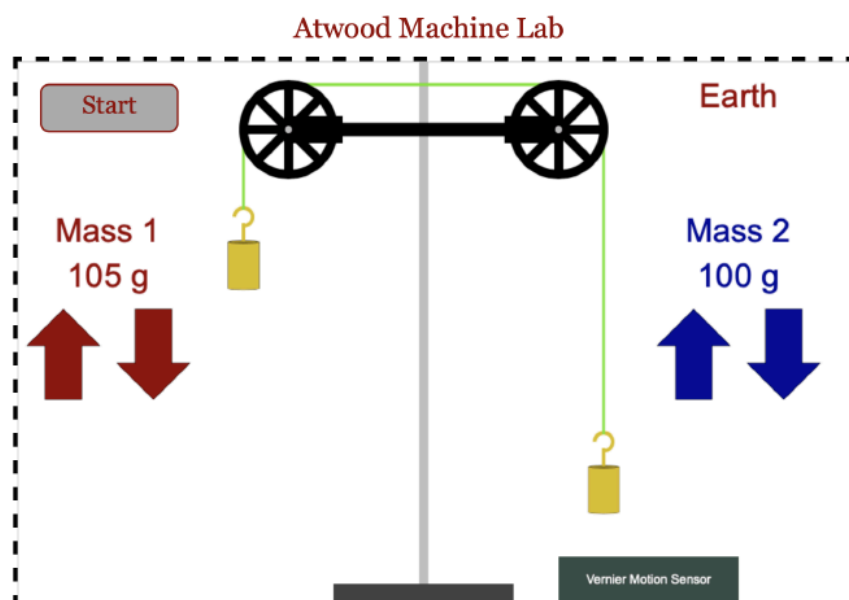 Atwood Machine Lab
Start
Earth
Mass 1
105 g
Mass 2
100 g
Vernier Motion Sensor